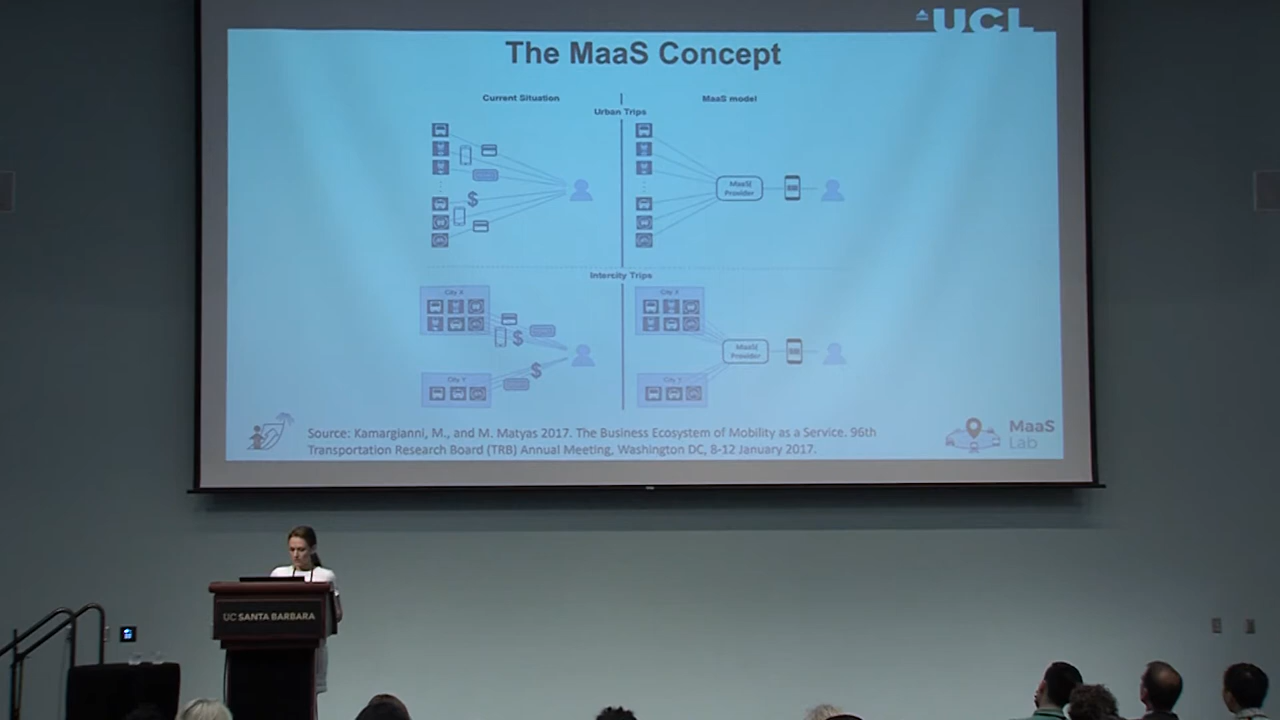 UCL
The MaaS Concept
Current Situation
MaaS model
Urban Trips
MaaS
Provider
$
Intercity Trips
City X
City X
$
MaaS
Provider
$
City Y
City Y
Source: Kamargianni, M., and M. Matyas 2017. The Business Ecosystem of Mobility as a Service. 96th
Transportation Research Board (TRB) Annual Meeting, Washington DC, 8-12 January 2017.
MaaS
Lab
UC SANTA BARBARA